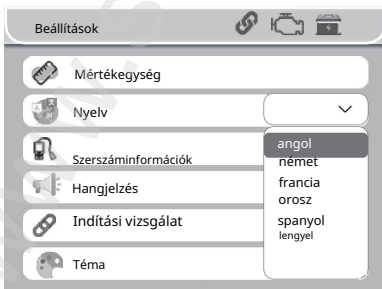 Beállítások
Mértékegység
Nyelv
angol
német
Szerszáminformációk
francia
Hangjelzés
orosz
Indítási vizsgálat
spanyol
lengyel
Téma